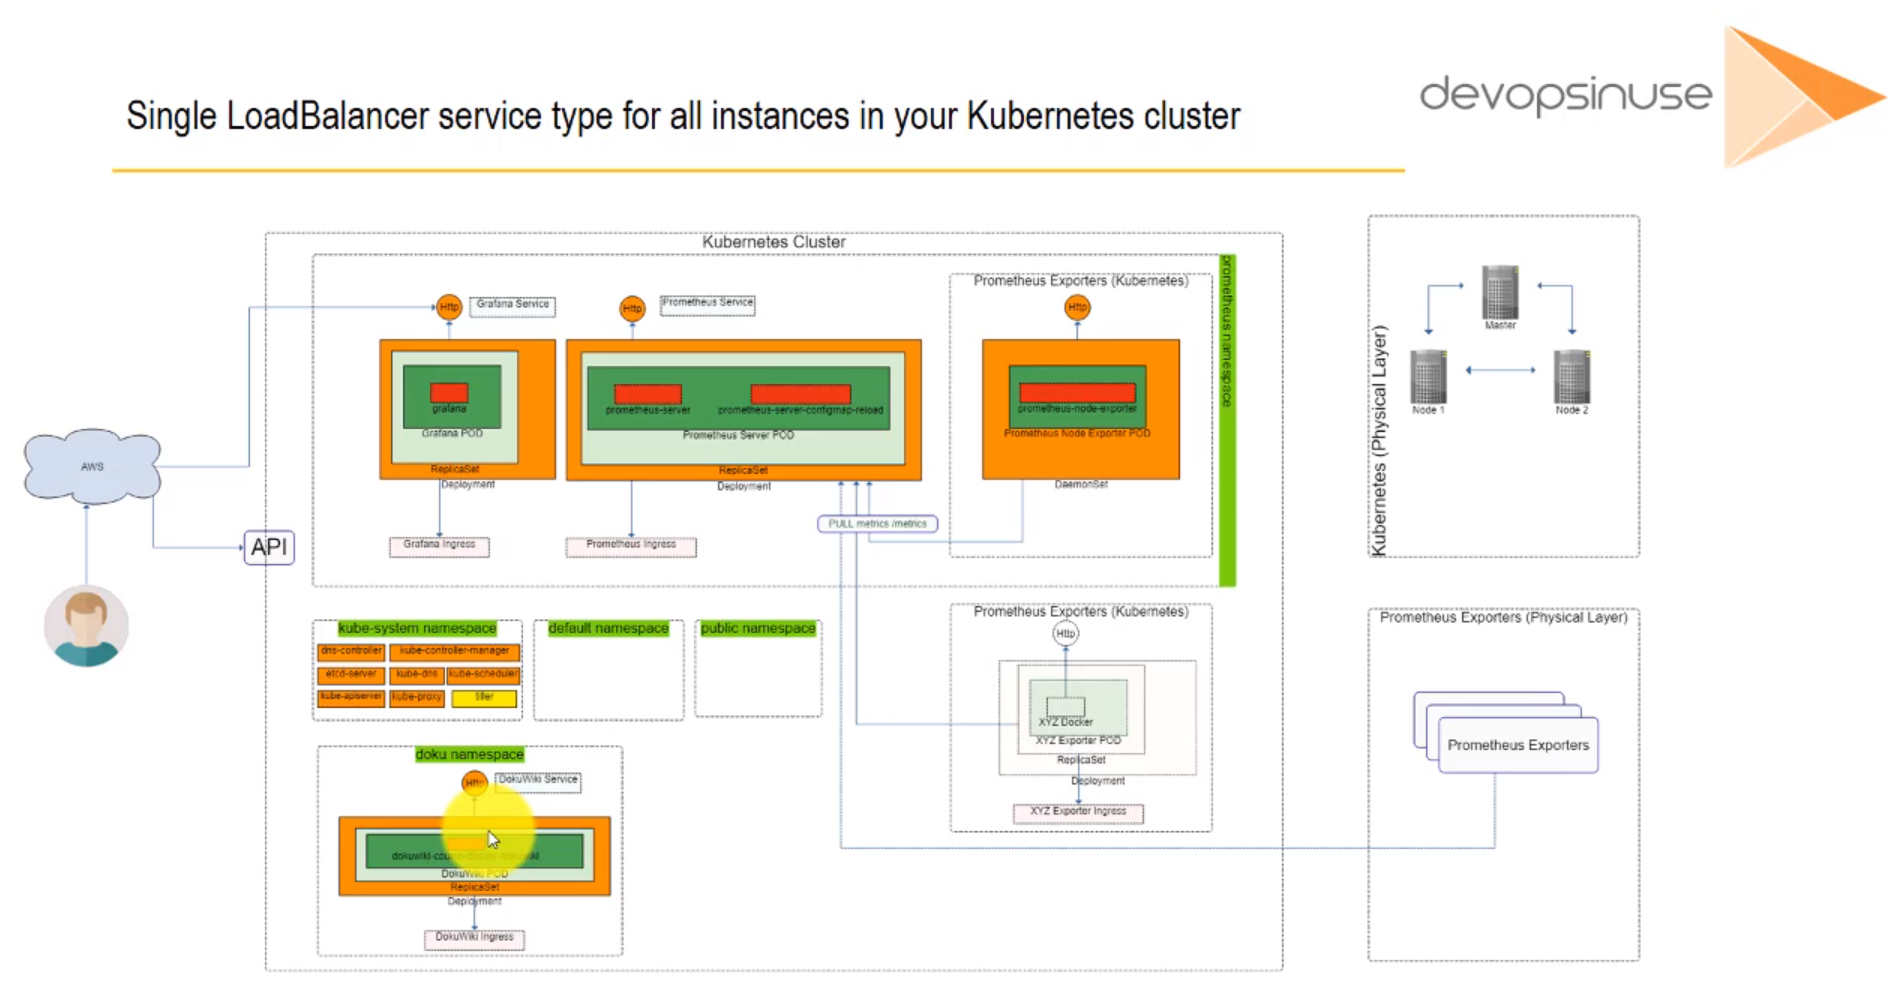 devopsinuse
Single LoadBalancer service type for all instances in your Kubernetes cluster
Kubernetes Cluster
prometheus namespace
Http
Grafana Service
grafana
Grafana POD
ReplicaSet
Deployment
Grafana Ingress
Http
Prometheus Service
prometheus-server
prometheus-server-configmap-reload
Prometheus Server POD
ReplicaSet
Deployment
Prometheus Ingress
PULL metrics /metrics
Prometheus Exporters (Kubernetes)
Http
prometheus-node-exporter
Prometheus Node Exporter POD
DaemonSet
AWS
API
kube-system namespace
dns-controller
kube-controller-manager
etcd-server
kube-dns
kube-scheduler
kube-apiserver
kube-proxy
tiller
default namespace
public namespace
doku namespace
Http
DokuWiki Service
DokuWiki POD
ReplicaSet
Deployment
DokuWiki Ingress
Prometheus Exporters (Kubernetes)
Http
XYZ Docker
XYZ Exporter POD
ReplicaSet
Deployment
XYZ Exporter Ingress
Kubernetes (Physical Layer)
Master
Node 1
Node 2
Prometheus Exporters (Physical Layer)
Prometheus Exporters